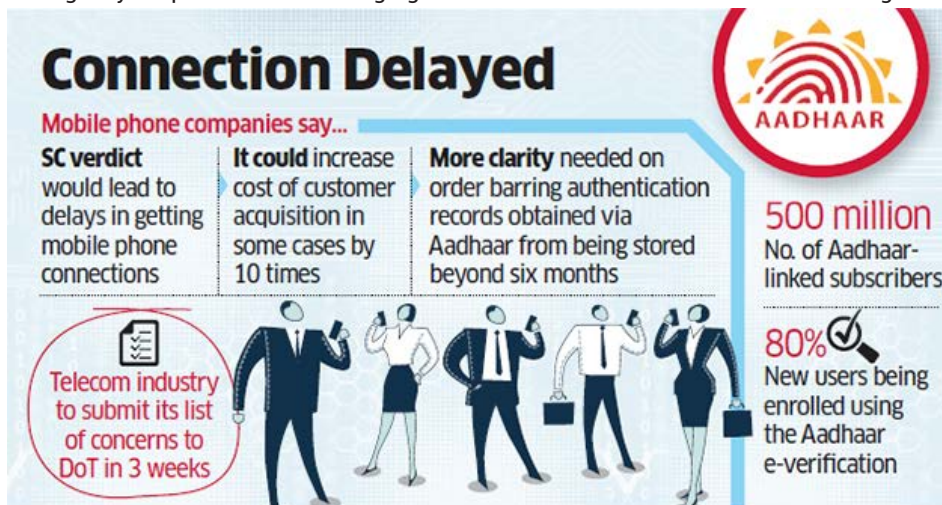 Connection Delayed
Mobile phone companies say...
SC verdict
would lead to
delays in getting
mobile phone
connections
It could increase
cost of customer
acquisition in
some cases by
10 times
More clarity needed on
order barring authentication
records obtained via
Aadhaar from being stored
beyond six months
Telecom industry
to submit its list
of concerns to
DoT in 3 weeks
AADHAAR
500 million
No. of Aadhaar-
linked subscribers
80%
New users being
enrolled using
the Aadhaar
e-verification